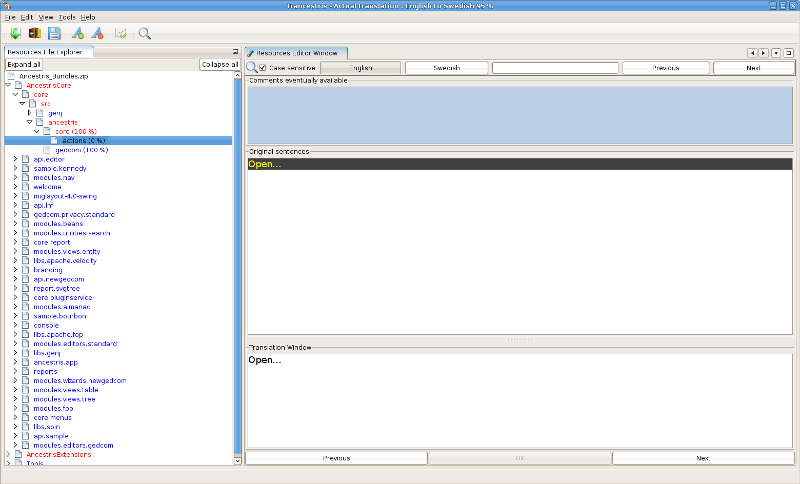 Trancestris - Actual translation : English to Swedish 95 %
File Edit View Tools Help
Resources File Explorer
Expand all Collapse all
Ancestris_Bundles.zip
AncestrisCore
core
src
genj
ancestris
core (100 %)
actions (0 %)
gedcom (100 %)
api.editor
sample.kennedy
modules.nav
welcome
miglayout-4.0-swing
api.lnf
gedcom.privacy.standard
modules.beans
modules.utilities.search
core.report
modules.views.entity
libs.apache.velocity
branding
api.newgedcom
report.svgtree
core.pluginservice
modules.almanac
sample.bourbon
console
libs.apache.fop
modules.editors.standard
libs.genj
ancestris.app
reports
modules.wizards.newgedcom
modules.views.table
modules.views.tree
modules.fop
core.menus
libs.spin
api.sample
modules.editors.gedcom
AncestrisExtensions
Tools
Resources Editor Window
Case sensitive English Swedish Previous Next
Comments eventually available
Original sentences
Open...
Translation Window
Open...
Previous OK Next